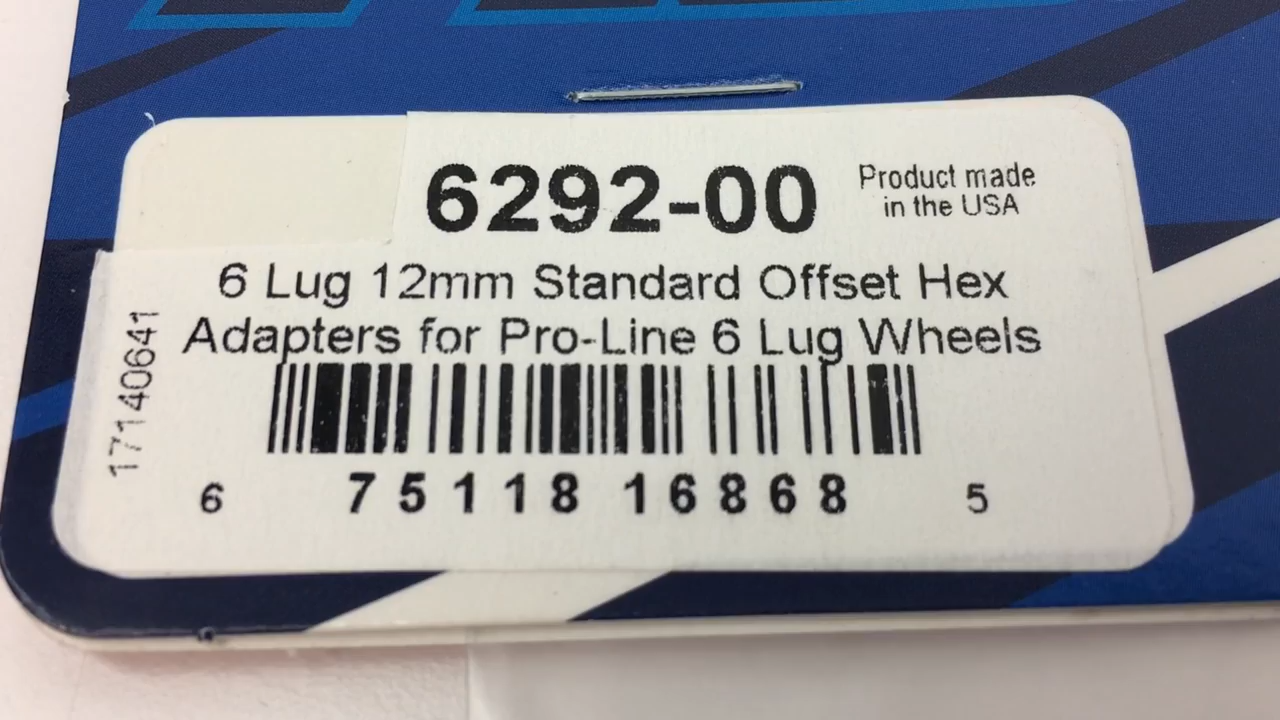 6292-00
Product made
in the USA
6 Lug 12mm Standard Offset Hex
Adapters for Pro-Line 6 Lug Wheels
17140641
6 75118 16868 5